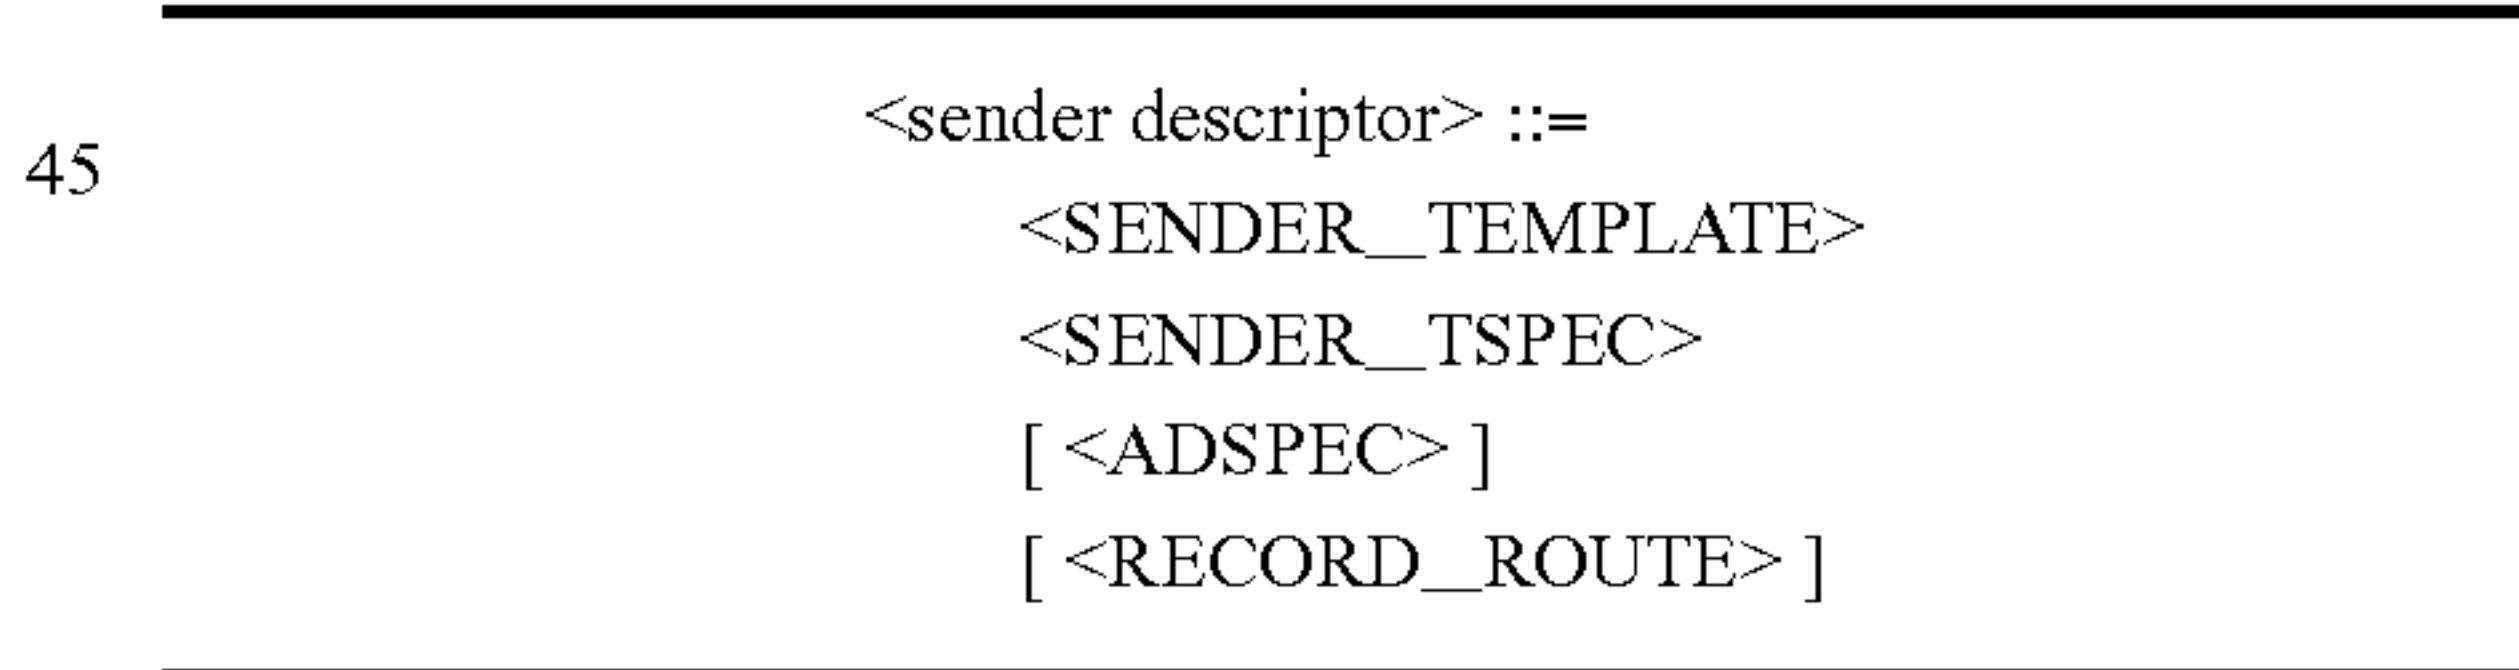 <sender descriptor> ::=
45
<SENDER_TEMPLATE>
<SENDER_TSPEC>
[ <ADSPEC> ]
[ <RECORD_ROUTE> ]